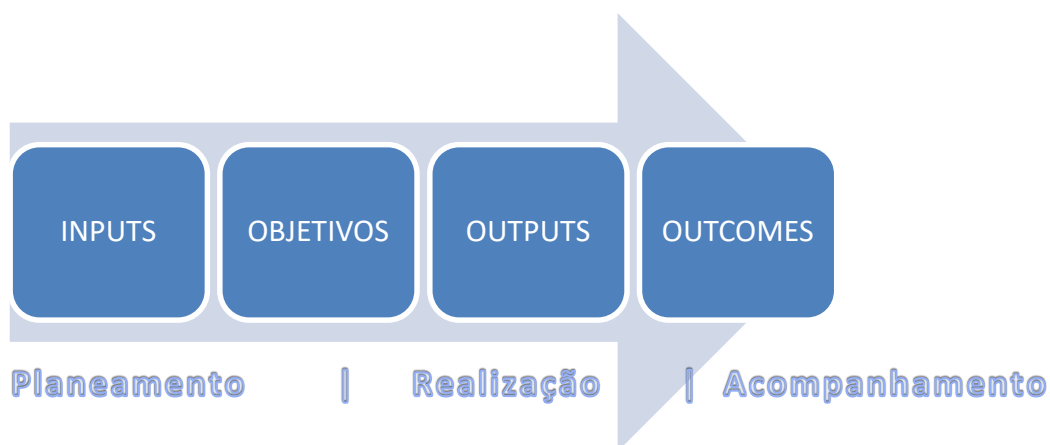 INPUTS
OBJETIVOS
OUTPUTS
OUTCOMES
Planeamento | Realização | Acompanhamento